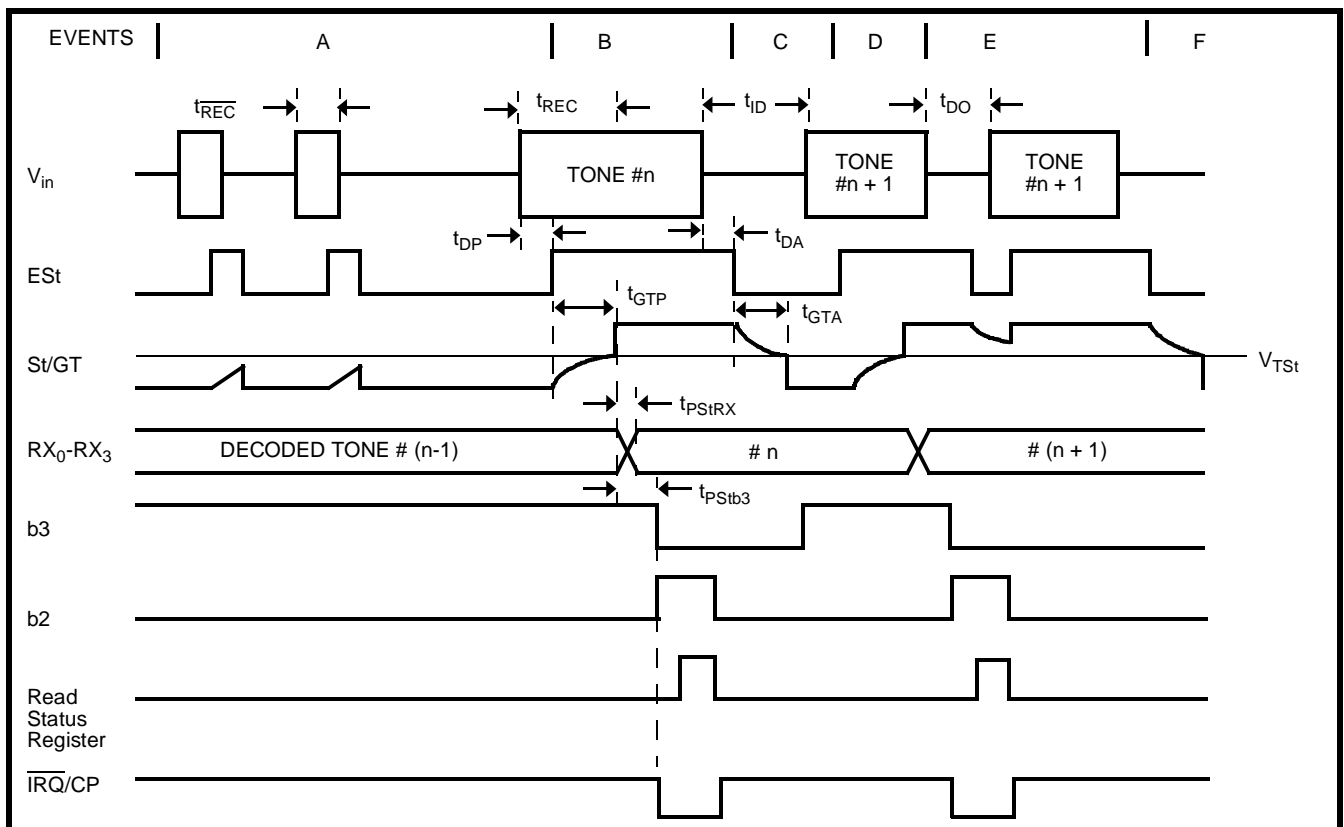 EVENTS A B C D E F
tREC tREC tID tDO
Vin TONE #n TONE #n + 1 TONE #n + 1
tDP tDA
ESt
tGTP tGTA
St/GT VTSt
tPStRX
RX0-RX3 DECODED TONE # (n-1) # n # (n + 1)
tPStb3
b3
b2
Read
Status
Register
IRQ/CP